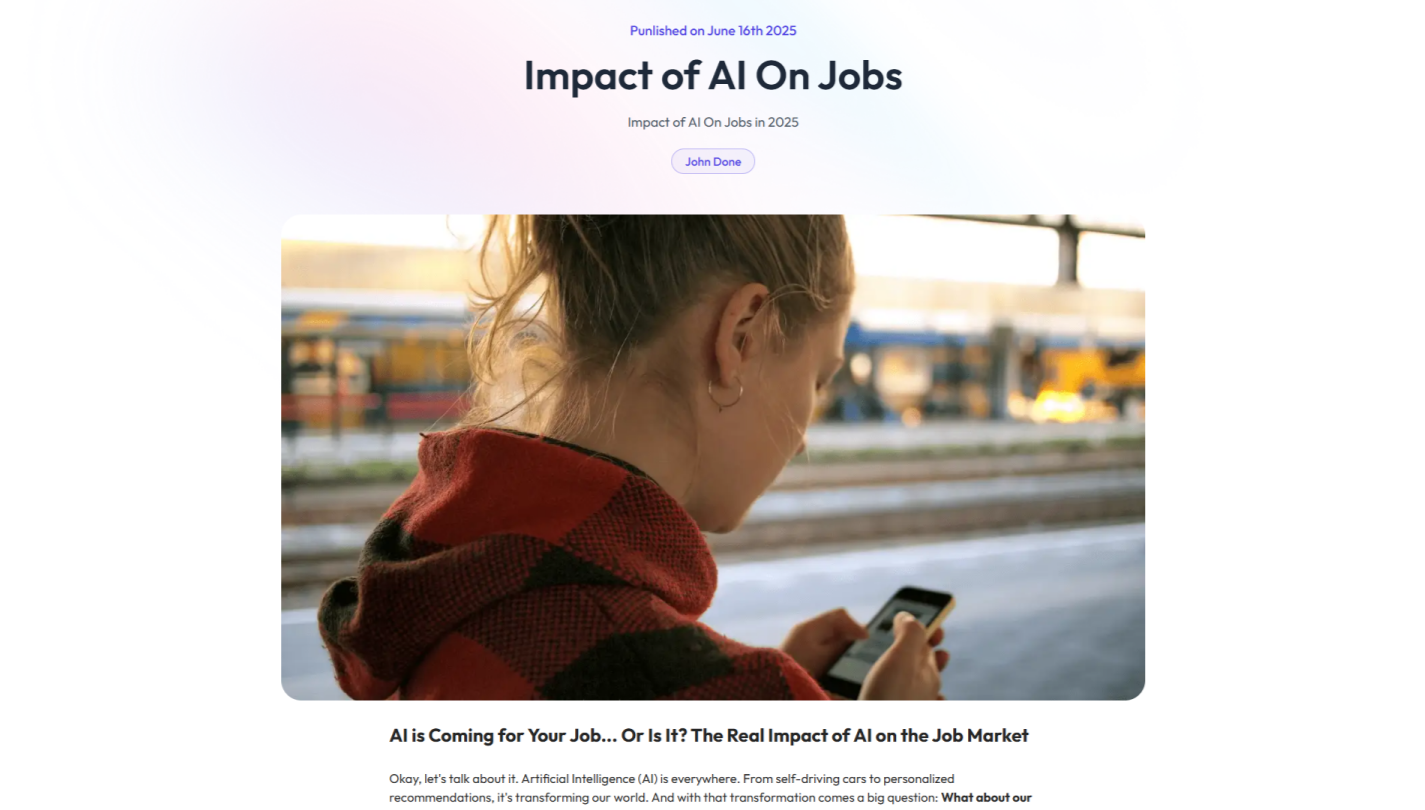 Punlished on June 16th 2025
Impact of AI On Jobs
Impact of AI On Jobs in 2025
John Done
AI is Coming for Your Job... Or Is It? The Real Impact of AI on the Job Market
Okay, let's talk about it. Artificial Intelligence (AI) is everywhere. From self-driving cars to personalized
recommendations, it's transforming our world. And with that transformation comes a big question: What about our